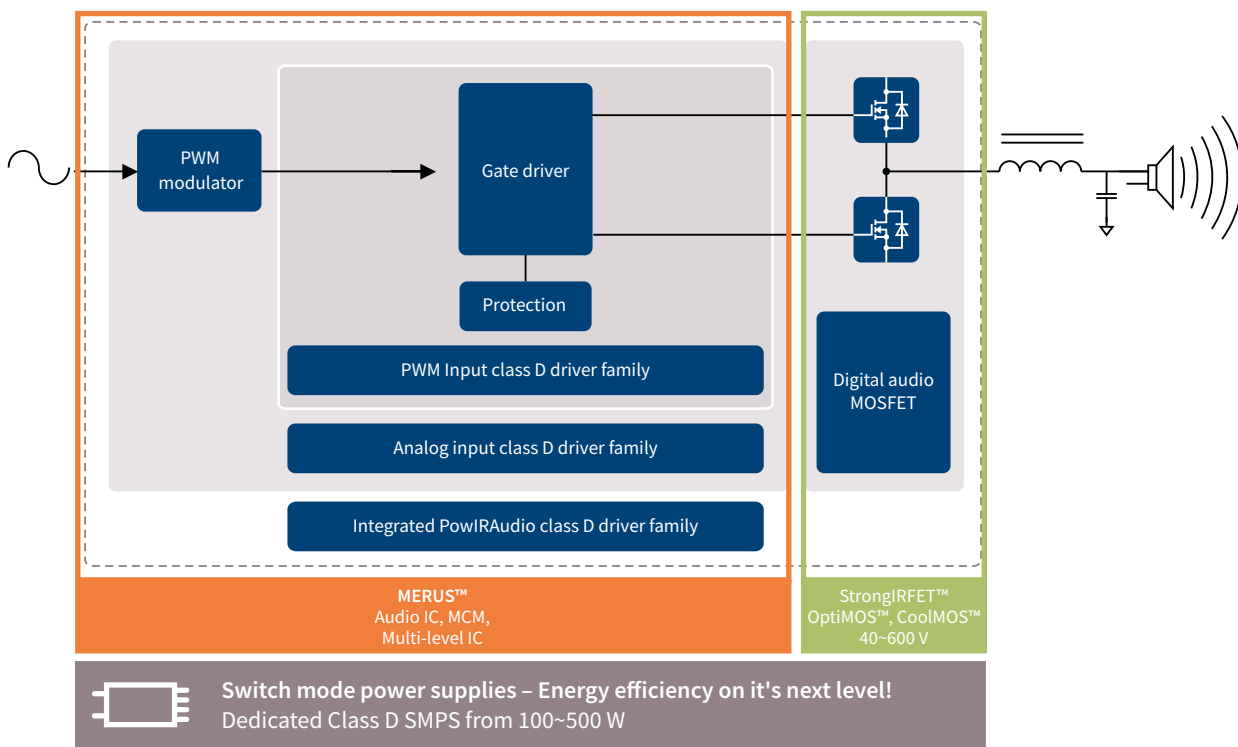 PWM
modulator
Gate driver
Protection
PWM Input class D driver family
Analog input class D driver family
Integrated PowIRAudio class D driver family
Digital audio
MOSFET
MERUS™
Audio IC, MCM,
Multi-level IC
StrongIRFET™
OptiMOS™, CoolMOS™
40~600 V
Switch mode power supplies – Energy efficiency on it's next level!
Dedicated Class D SMPS from 100~500 W